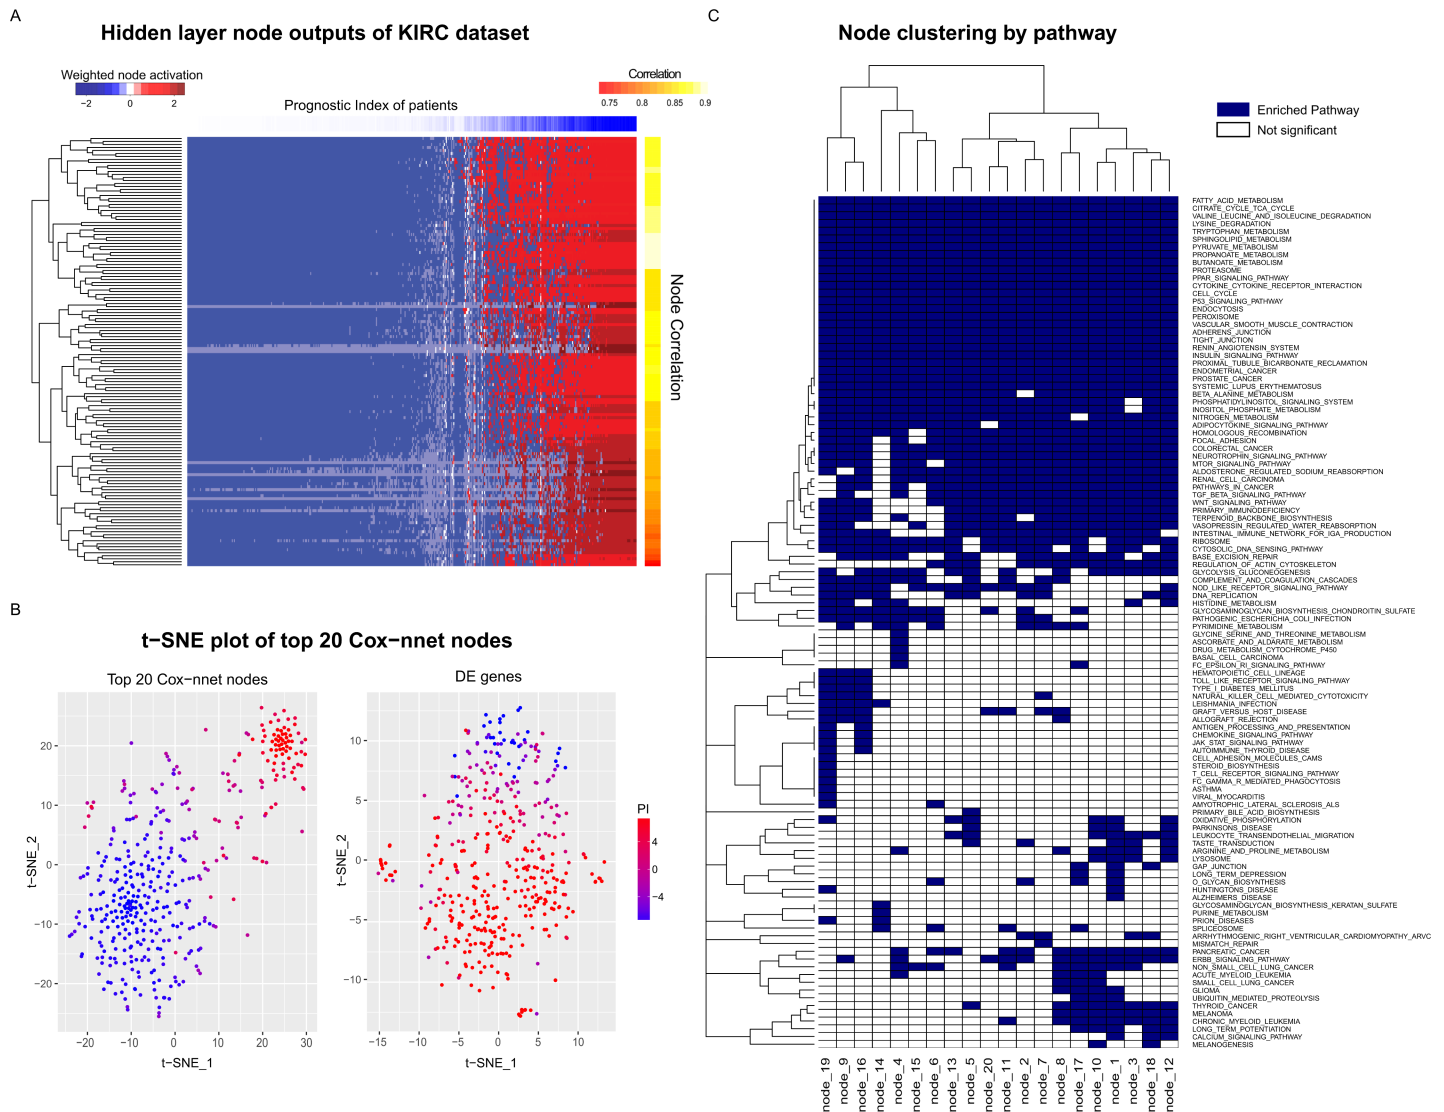 A
Hidden layer node outputs of KIRC dataset
Weighted node activation
−2 0 2
Correlation
0.75 0.8 0.85 0.9
Prognostic Index of patients
Node Correlation
B
t−SNE plot of top 20 Cox−nnet nodes
Top 20 Cox−nnet nodes
t−SNE_2
20
10
0
−10
−20
−20 −10 0 10 20 30
t−SNE_1
DE genes
t−SNE_2
10
5
0
−5
−10
−15 −10 −5 0 5 10
t−SNE_1
PI
4
0
−4
C
Node clustering by pathway
Enriched Pathway
Not significant
FATTY_ACID_METABOLISM
CITRATE_CYCLE_TCA_CYCLE
VALINE_LEUCINE_AND_ISOLEUCINE_DEGRADATION
LYSINE_DEGRADATION
TRYPTOPHAN_METABOLISM
SPHINGOLIPID_METABOLISM
PYRUVATE_METABOLISM
PROPANOATE_METABOLISM
BUTANOATE_METABOLISM
PROTEASOME
PPAR_SIGNALING_PATHWAY
CYTOKINE_CYTOKINE_RECEPTOR_INTERACTION
CELL_CYCLE
P53_SIGNALING_PATHWAY
ENDOCYTOSIS
PEROXISOME
VASCULAR_SMOOTH_MUSCLE_CONTRACTION
ADHERENS_JUNCTION
TIGHT_JUNCTION
RENIN_ANGIOTENSIN_SYSTEM
INSULIN_SIGNALING_PATHWAY
PROXIMAL_TUBULE_BICARBONATE_RECLAMATION
ENDOMETRIAL_CANCER
PROSTATE_CANCER
SYSTEMIC_LUPUS_ERYTHEMATOSUS
BETA_ALANINE_METABOLISM
PHOSPHATIDYLINOSITOL_SIGNALING_SYSTEM
INOSITOL_PHOSPHATE_METABOLISM
NITROGEN_METABOLISM
ADIPOCYTOKINE_SIGNALING_PATHWAY
HOMOLOGOUS_RECOMBINATION
FOCAL_ADHESION
COLORECTAL_CANCER
NEUROTROPHIN_SIGNALING_PATHWAY
MTOR_SIGNALING_PATHWAY
ALDOSTERONE_REGULATED_SODIUM_REABSORPTION
RENAL_CELL_CARCINOMA
PATHWAYS_IN_CANCER
TGF_BETA_SIGNALING_PATHWAY
WNT_SIGNALING_PATHWAY
PRIMARY_IMMUNODEFICIENCY
TERPENOID_BACKBONE_BIOSYNTHESIS
VASOPRESSIN_REGULATED_WATER_REABSORPTION
INTESTINAL_IMMUNE_NETWORK_FOR_IGA_PRODUCTION
RIBOSOME
CYTOSOLIC_DNA_SENSING_PATHWAY
BASE_EXCISION_REPAIR
REGULATION_OF_ACTIN_CYTOSKELETON
GLYCOLYSIS_GLUCONEOGENESIS
COMPLEMENT_AND_COAGULATION_CASCADES
NOD_LIKE_RECEPTOR_SIGNALING_PATHWAY
DNA_REPLICATION
HISTIDINE_METABOLISM
GLYCOSAMINOGLYCAN_BIOSYNTHESIS_CHONDROITIN_SULFATE
PATHOGENIC_ESCHERICHIA_COLI_INFECTION
PYRIMIDINE_METABOLISM
GLYCINE_SERINE_AND_THREONINE_METABOLISM
ASCORBATE_AND_ALDARATE_METABOLISM
DRUG_METABOLISM_CYTOCHROME_P450
BASAL_CELL_CARCINOMA
FC_EPSILON_RI_SIGNALING_PATHWAY
HEMATOPOIETIC_CELL_LINEAGE
TOLL_LIKE_RECEPTOR_SIGNALING_PATHWAY
TYPE_I_DIABETES_MELLITUS
NATURAL_KILLER_CELL_MEDIATED_CYTOTOXICITY
LEISHMANIA_INFECTION
GRAFT_VERSUS_HOST_DISEASE
ALLOGRAFT_REJECTION
ANTIGEN_PROCESSING_AND_PRESENTATION
CHEMOKINE_SIGNALING_PATHWAY
JAK_STAT_SIGNALING_PATHWAY
AUTOIMMUNE_THYROID_DISEASE
CELL_ADHESION_MOLECULES_CAMS
STEROID_BIOSYNTHESIS
T_CELL_RECEPTOR_SIGNALING_PATHWAY
FC_GAMMA_R_MEDIATED_PHAGOCYTOSIS
ASTHMA
VIRAL_MYOCARDITIS
AMYOTROPHIC_LATERAL_SCLEROSIS_ALS
PRIMARY_BILE_ACID_BIOSYNTHESIS
OXIDATIVE_PHOSPHORYLATION
PARKINSONS_DISEASE
LEUKOCYTE_TRANSENDOTHELIAL_MIGRATION
TASTE_TRANSDUCTION
ARGININE_AND_PROLINE_METABOLISM
LYSOSOME
GAP_JUNCTION
LONG_TERM_DEPRESSION
O_GLYCAN_BIOSYNTHESIS
HUNTINGTONS_DISEASE
ALZHEIMERS_DISEASE
GLYCOSAMINOGLYCAN_BIOSYNTHESIS_KERATAN_SULFATE
PURINE_METABOLISM
PRION_DISEASES
SPLICEOSOME
ARRHYTHMOGENIC_RIGHT_VENTRICULAR_CARDIOMYOPATHY_ARVC
MISMATCH_REPAIR
PANCREATIC_CANCER
ERBB_SIGNALING_PATHWAY
NON_SMALL_CELL_LUNG_CANCER
ACUTE_MYELOID_LEUKEMIA
SMALL_CELL_LUNG_CANCER
GLIOMA
UBIQUITIN_MEDIATED_PROTEOLYSIS
THYROID_CANCER
MELANOMA
CHRONIC_MYELOID_LEUKEMIA
LONG_TERM_POTENTIATION
CALCIUM_SIGNALING_PATHWAY
MELANOGENESIS
node_19
node_9
node_16
node_14
node_4
node_15
node_6
node_13
node_5
node_20
node_11
node_2
node_7
node_8
node_17
node_10
node_1
node_3
node_18
node_12